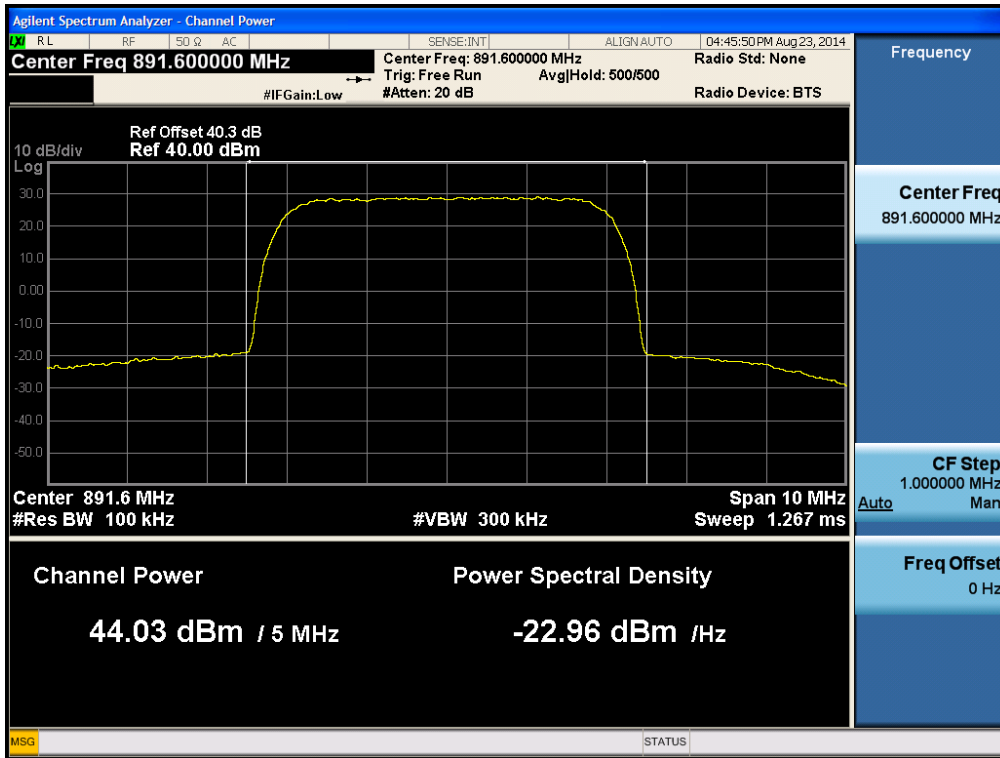 Agilent Spectrum Analyzer - Channel Power
LXI RL RF 50 Ω AC SENSE:INT ALIGN AUTO 04:45:50 PM Aug 23, 2014
Center Freq 891.600000 MHz
Center Freq: 891.600000 MHz
Radio Std: None
Trig: Free Run Avg|Hold: 500/500
#IFGain:Low
#Atten: 20 dB
Radio Device: BTS
Ref Offset 40.3 dB
10 dB/div Ref 40.00 dBm
Log
30.0
20.0
10.0
0.00
-10.0
-20.0
-30.0
-40.0
-50.0
Center 891.6 MHz Span 10 MHz
#Res BW 100 kHz #VBW 300 kHz Sweep 1.267 ms
Channel Power Power Spectral Density
44.03 dBm / 5 MHz -22.96 dBm /Hz
Frequency
Center Freq
891.600000 MHz
CF Step
1.000000 MHz
Auto Man
Freq Offset
0 Hz
MSG STATUS